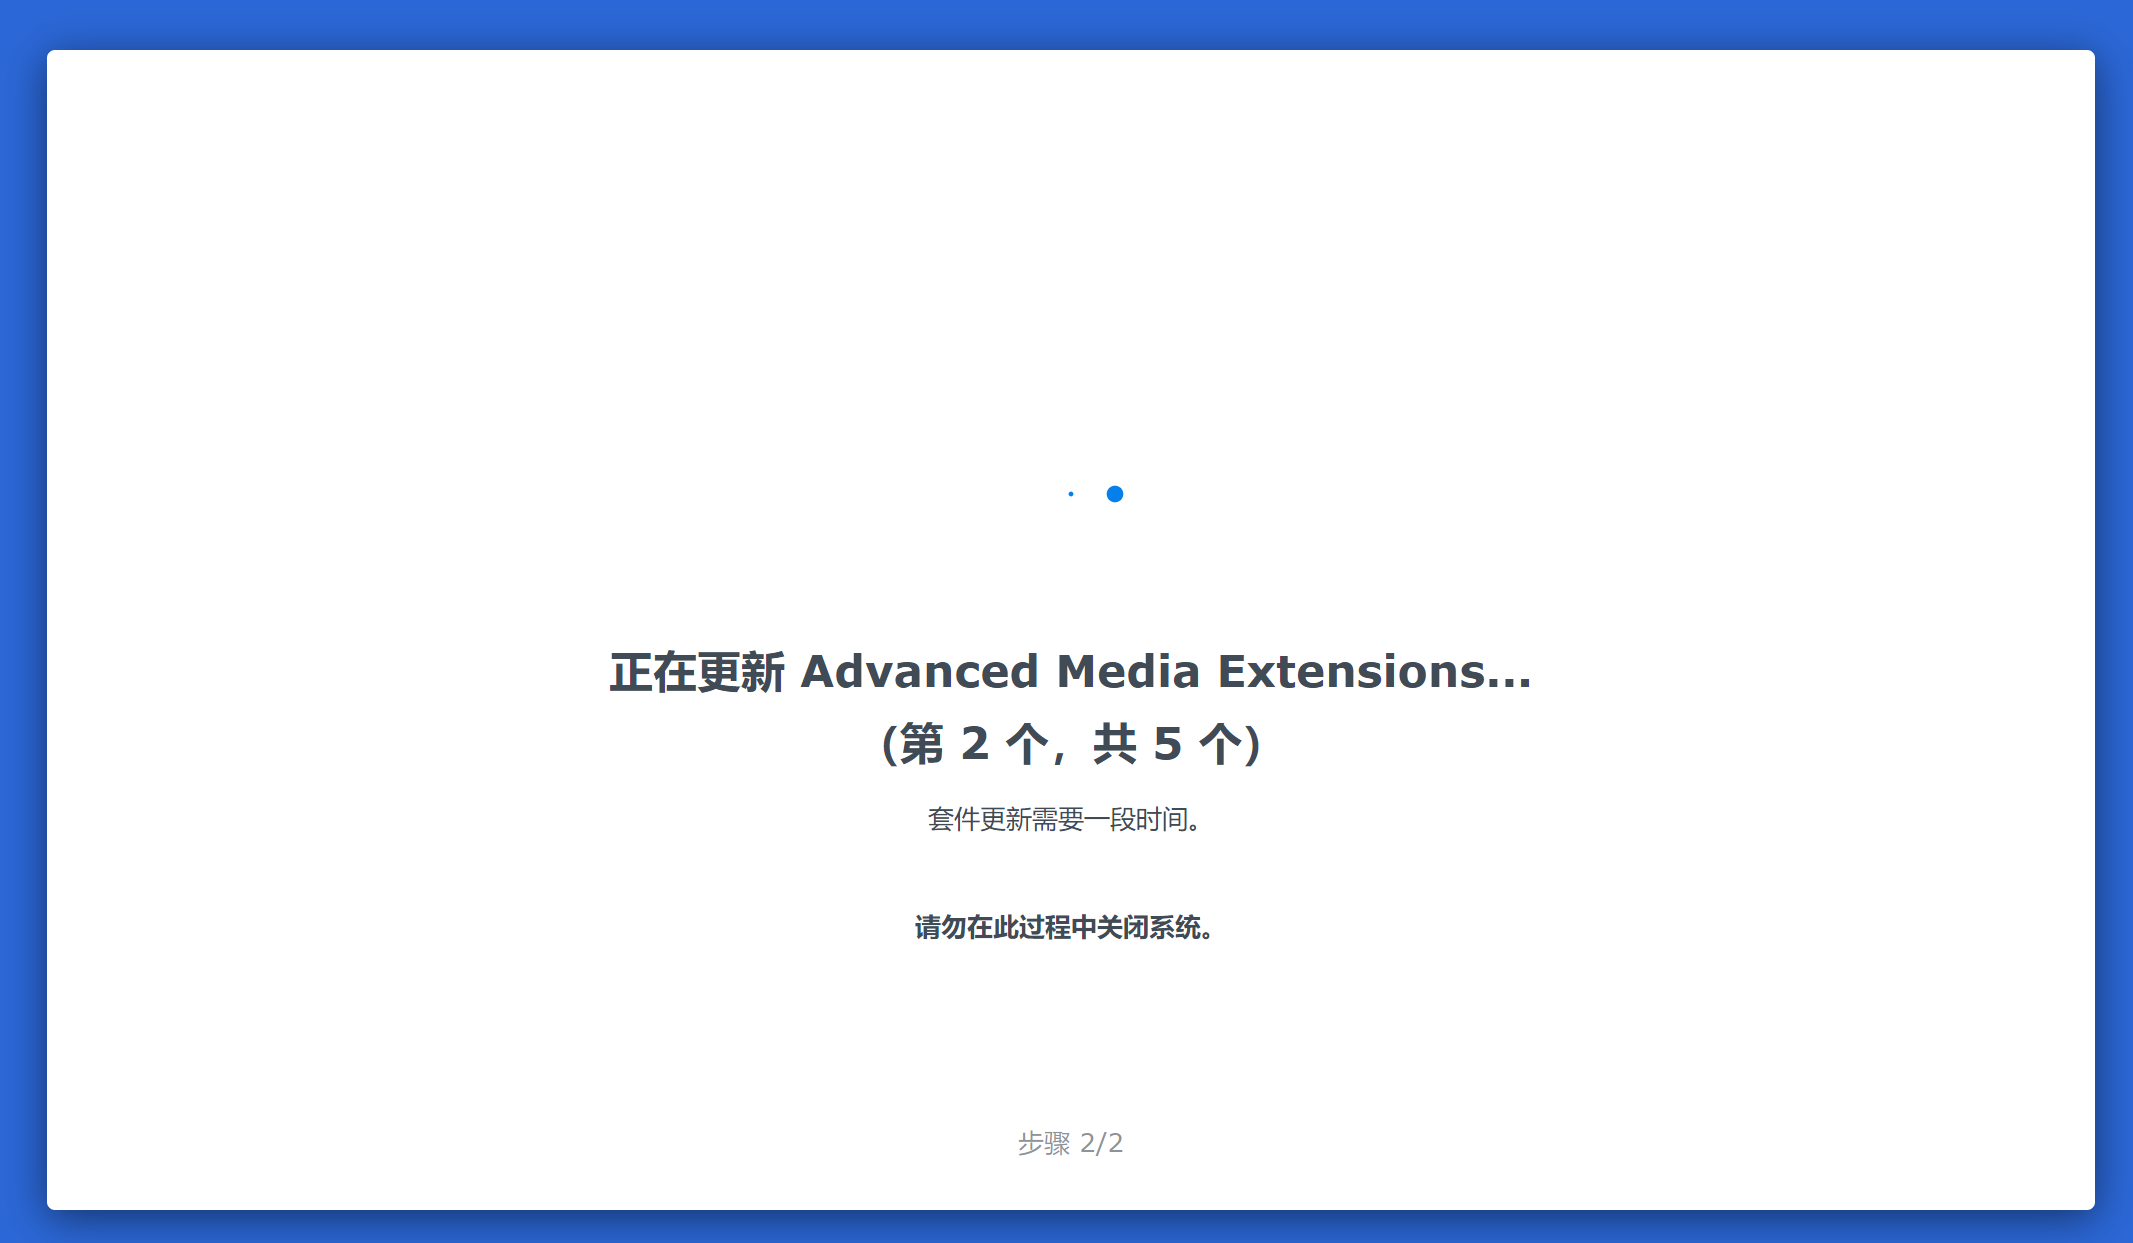 正在更新 Advanced Media Extensions...
（第 2 个，共 5 个）
套件更新需要一段时间。
请勿在此过程中关闭系统。
步骤 2/2